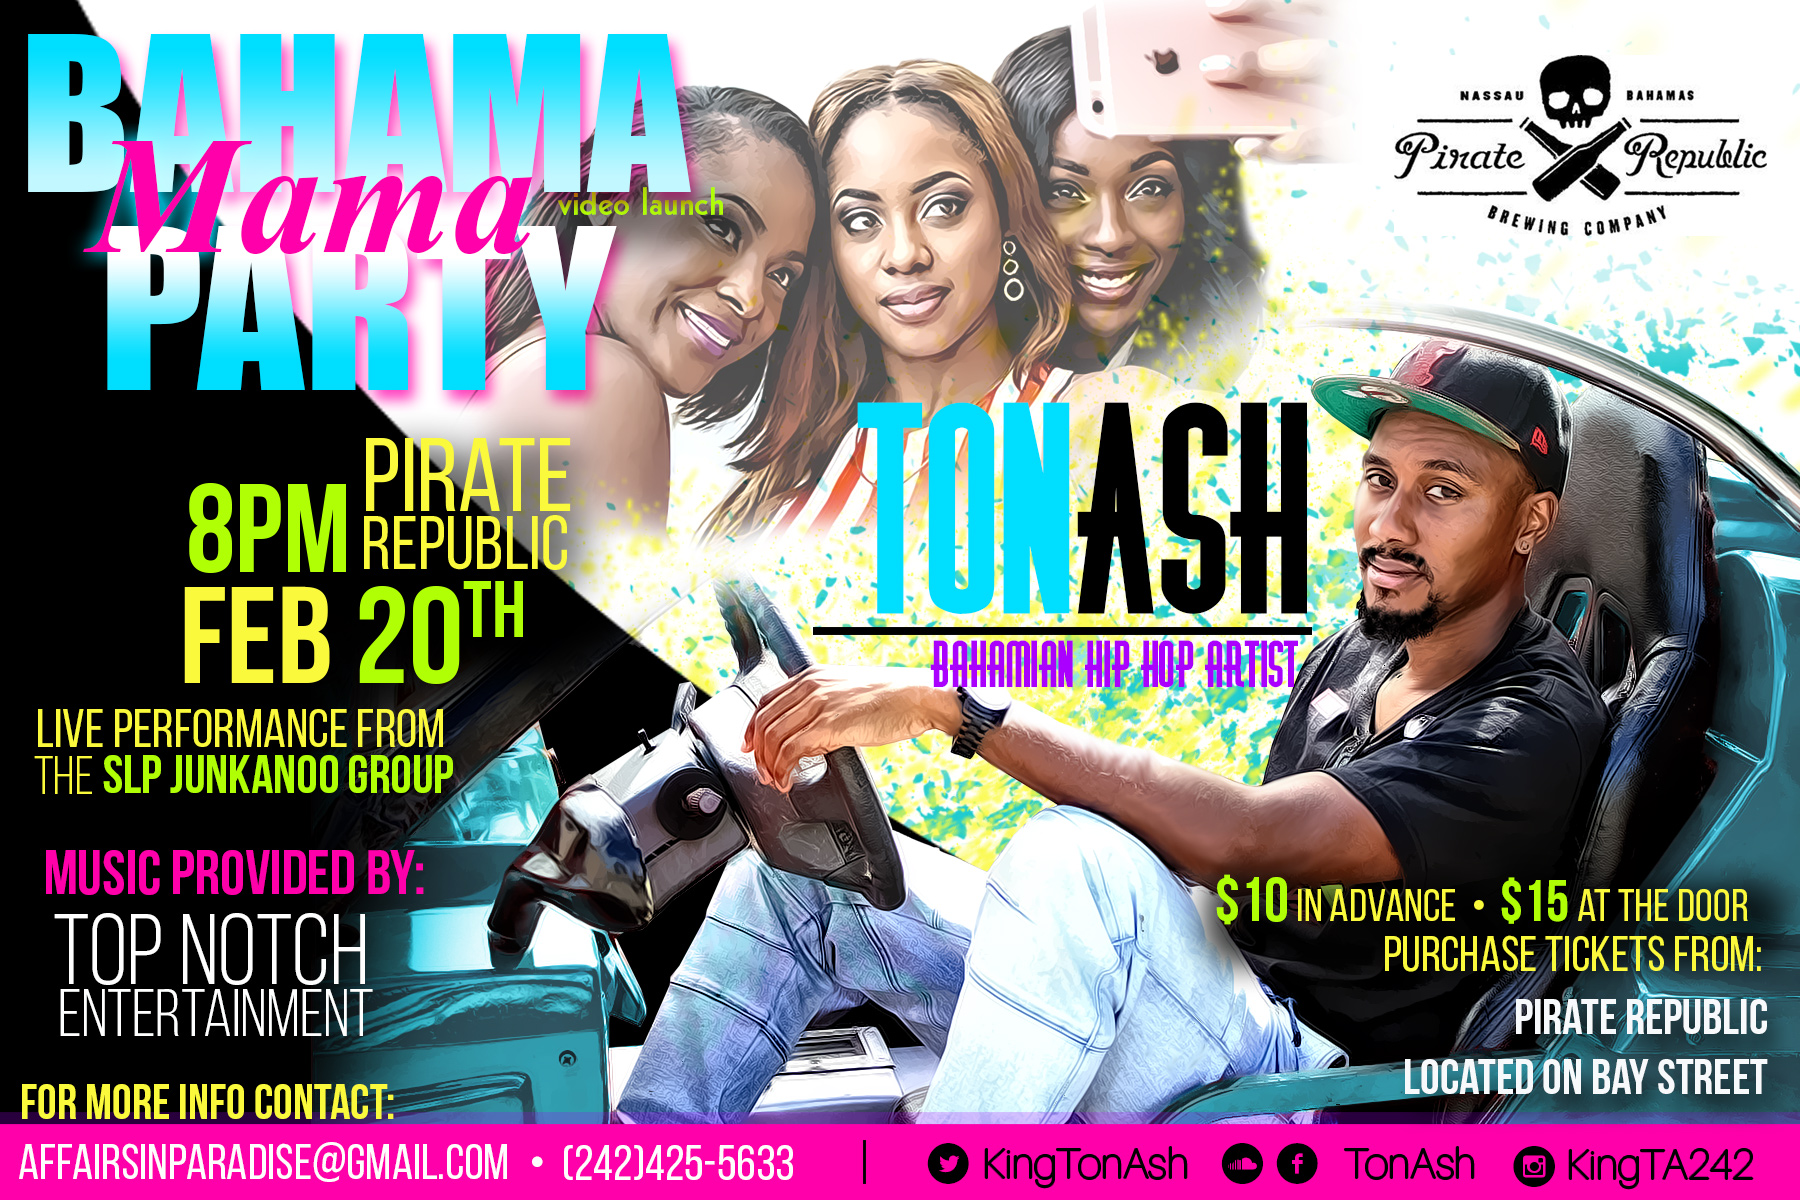 BAHAMA
Mama
video launch
PARTY
NASSAU BAHAMAS
Pirate Republic
BREWING COMPANY
8PM PIRATE
REPUBLIC
FEB 20TH
LIVE PERFORMANCE FROM
THE SLP JUNKANOO GROUP
MUSIC PROVIDED BY:
TOP NOTCH
ENTERTAINMENT
TONASH
BAHAMIAN HIP HOP ARTIST
$10 IN ADVANCE • $15 AT THE DOOR
PURCHASE TICKETS FROM:
PIRATE REPUBLIC
LOCATED ON BAY STREET
FOR MORE INFO CONTACT:
AFFAIRSINPARADISE@GMAIL.COM • (242)425-5633 | KingTonAsh TonAsh KingTA242